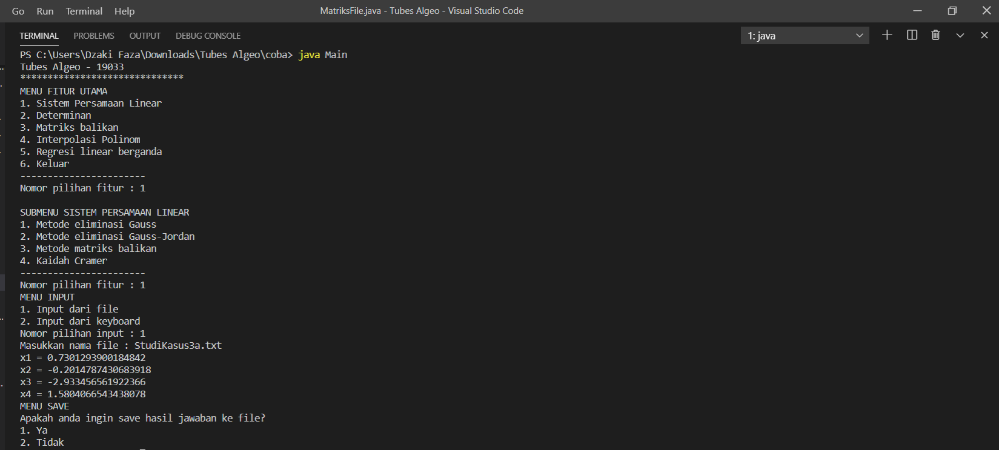 Go Run Terminal Help MatriksFile.java - Tubes Algeo - Visual Studio Code
TERMINAL PROBLEMS OUTPUT DEBUG CONSOLE 1: java
PS C:\Users\Dzaki Faza\Downloads\Tubes Algeo\coba> java Main
Tubes Algeo - 19033
******************************
MENU FITUR UTAMA
1. Sistem Persamaan Linear
2. Determinan
3. Matriks balikan
4. Interpolasi Polinom
5. Regresi linear berganda
6. Keluar
-----------------------
Nomor pilihan fitur : 1
SUBMENU SISTEM PERSAMAAN LINEAR
1. Metode eliminasi Gauss
2. Metode eliminasi Gauss-Jordan
3. Metode matriks balikan
4. Kaidah Cramer
-----------------------
Nomor pilihan fitur : 1
MENU INPUT
1. Input dari file
2. Input dari keyboard
Nomor pilihan input : 1
Masukkan nama file : StudiKasus3a.txt
x1 = 0.7301293900184842
x2 = -0.2014787430683918
x3 = -2.933456561922366
x4 = 1.5804066543438078
MENU SAVE
Apakah anda ingin save hasil jawaban ke file?
1. Ya
2. Tidak